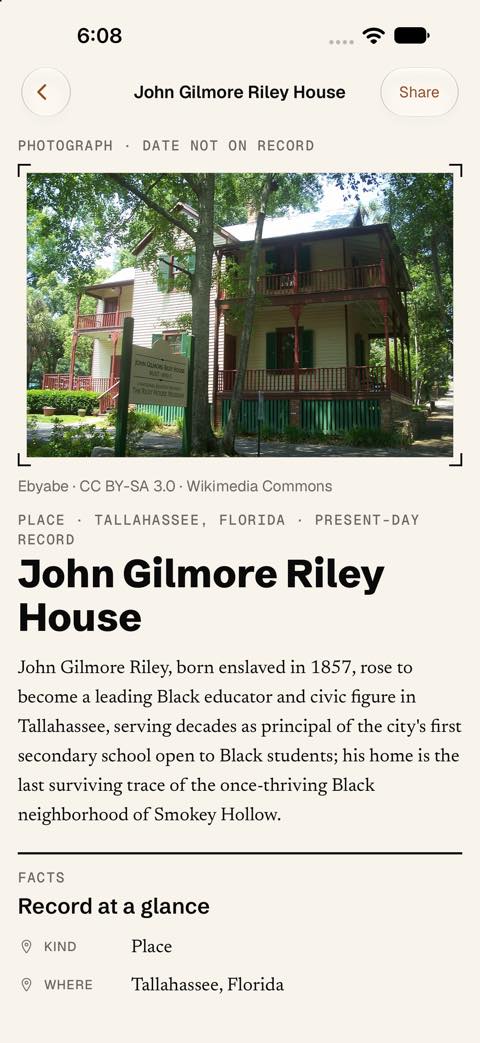 6:08
John Gilmore Riley House
Share
PHOTOGRAPH · DATE NOT ON RECORD
JOHN GILMORE RILEY HOUSE
THE RILEY HOUSE MUSEUM
Ebyabe · CC BY-SA 3.0 · Wikimedia Commons
PLACE · TALLAHASSEE, FLORIDA · PRESENT-DAY
RECORD
John Gilmore Riley
House
John Gilmore Riley, born enslaved in 1857, rose to
become a leading Black educator and civic figure in
Tallahassee, serving decades as principal of the city's first
secondary school open to Black students; his home is the
last surviving trace of the once-thriving Black
neighborhood of Smokey Hollow.
FACTS
Record at a glance
KIND Place
WHERE Tallahassee, Florida